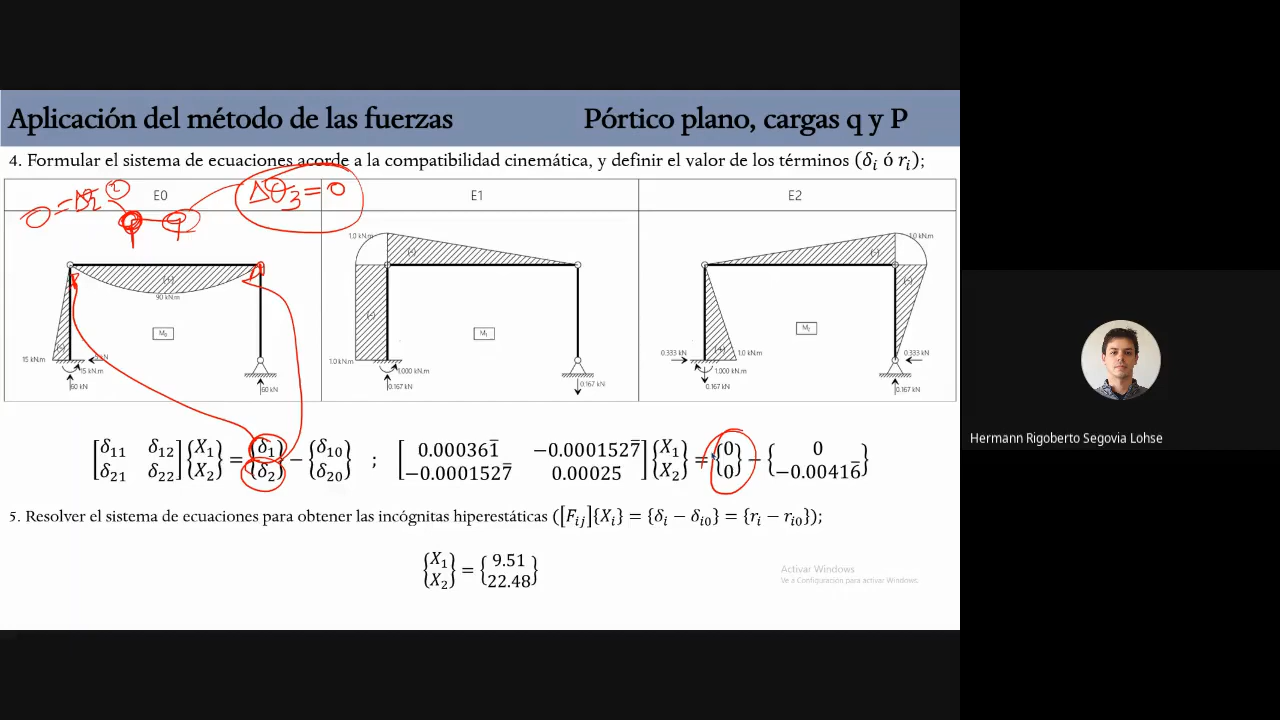 Aplicación del método de las fuerzas Pórtico plano, cargas q y P
4. Formular el sistema de ecuaciones acorde a la compatibilidad cinemática, y definir el valor de los términos (δi ó ri);
E0 E1 E2
0 = Δθ2 Δθ3 = 0
1.0 kN.m 1.0 kN.m
(+) (-) (-)
90 kN.m
(-) (-)
M0 M1 M2
15 kN.m 15 kN.m 60 kN 60 kN
1.0 kN.m 1.000 kN.m 0.167 kN 0.167 kN
0.333 kN (+) 1.0 kN.m 1.000 kN.m 0.167 kN 0.333 kN 0.167 kN
[δ11 δ12] {X1} = {δ1} − {δ10} ; [0.000361̅ −0.0001527̅] {X1} = {0} − {0}
[δ21 δ22] {X2} {δ2} {δ20} [−0.0001527̅ 0.00025] {X2} {0} {−0.00416̅}
5. Resolver el sistema de ecuaciones para obtener las incógnitas hiperestáticas ([Fij]{Xi} = {δi − δi0} = {ri − ri0});
{X1} = {9.51}
{X2} {22.48}
Activar Windows
Ve a Configuración para activar Windows.
Hermann Rigoberto Segovia Lohse